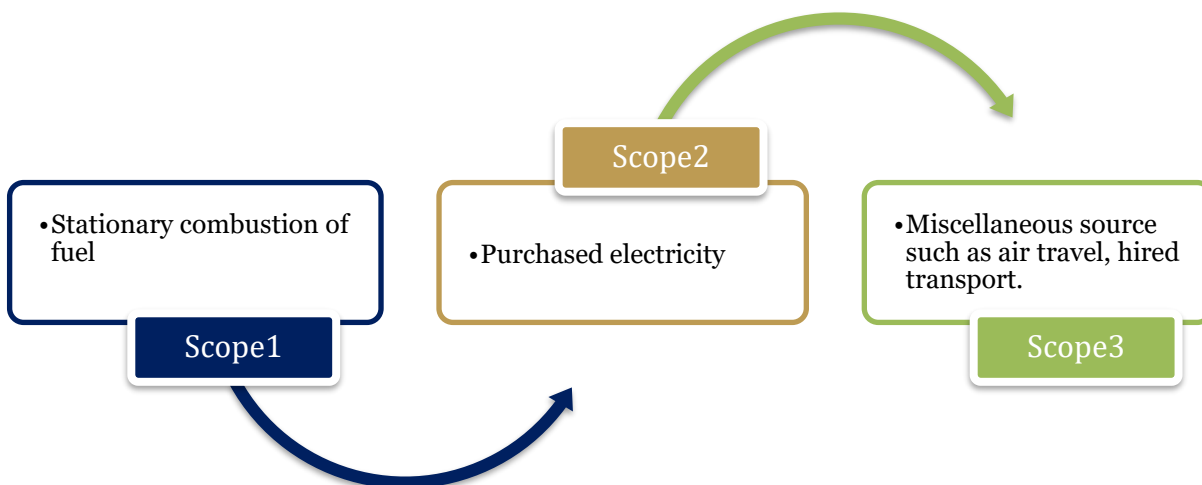 •Stationary combustion of
fuel
Scope1
Scope2
•Purchased electricity
•Miscellaneous source
such as air travel, hired
transport.
Scope3